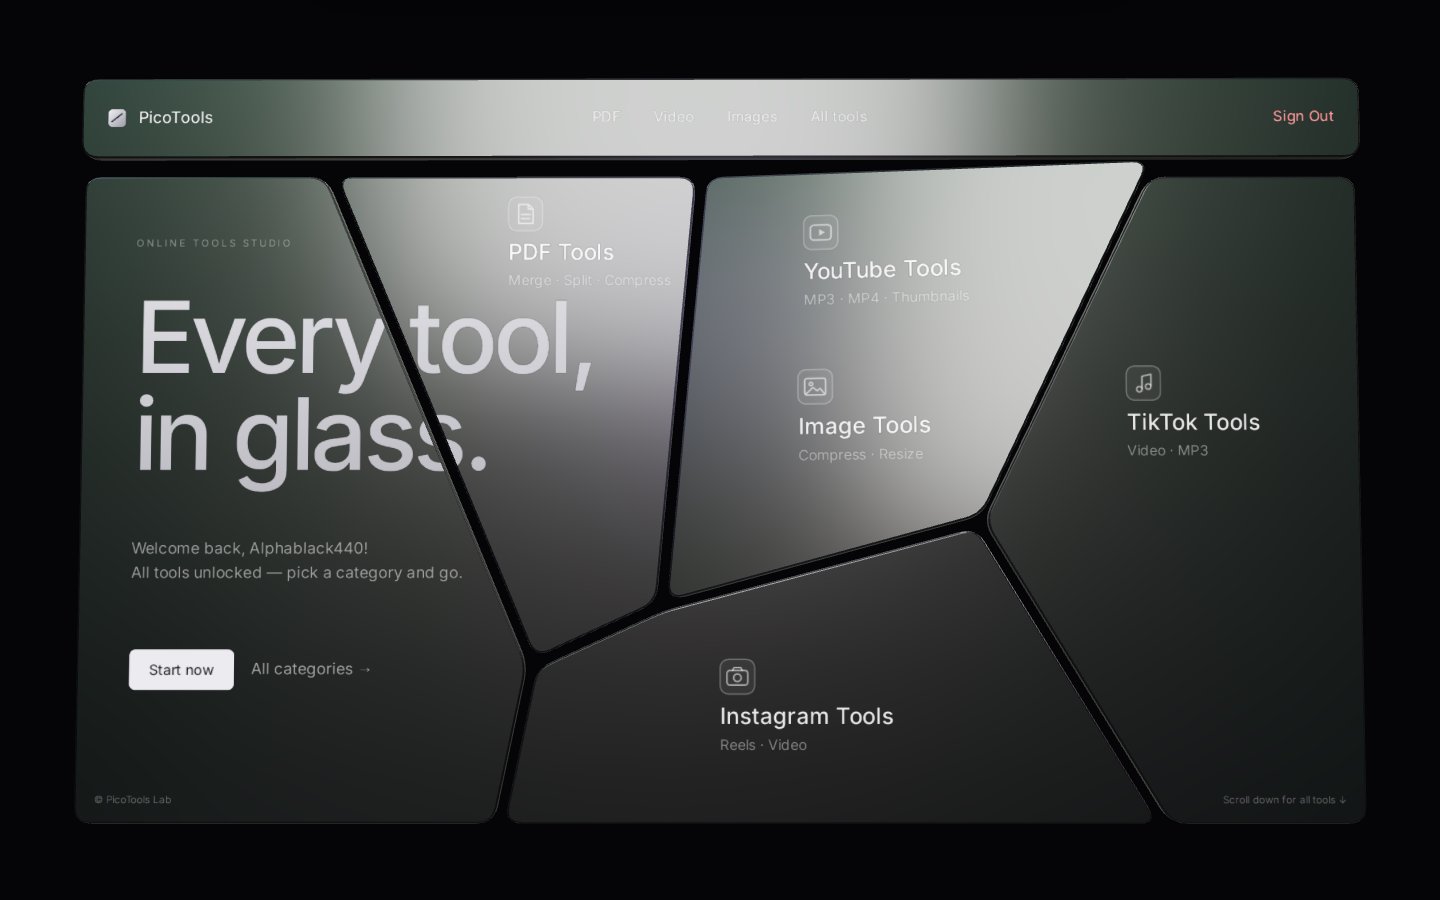 PicoTools
PDF Video Images All tools
Sign Out
ONLINE TOOLS STUDIO
Every tool,
in glass.
Welcome back, Alphablack440!
All tools unlocked — pick a category and go.
Start now
All categories →
© PicoTools Lab
PDF Tools
Merge · Split · Compress
YouTube Tools
MP3 · MP4 · Thumbnails
Image Tools
Compress · Resize
TikTok Tools
Video · MP3
Instagram Tools
Reels · Video
Scroll down for all tools ↓